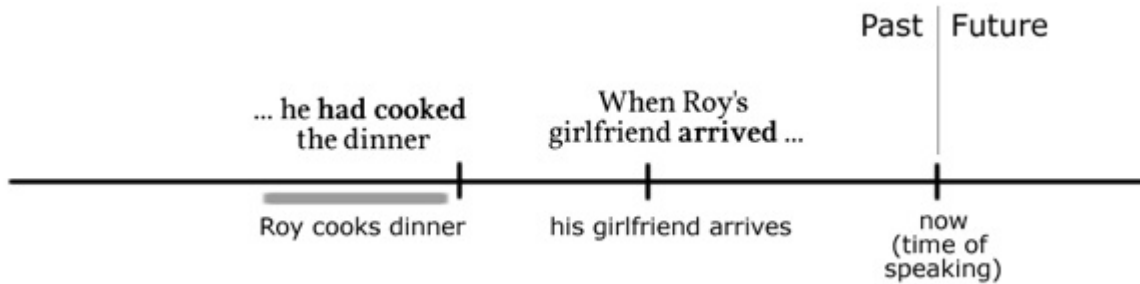 Past Future
... he had cooked
the dinner
When Roy's
girlfriend arrived ...
Roy cooks dinner
his girlfriend arrives
now
(time of
speaking)